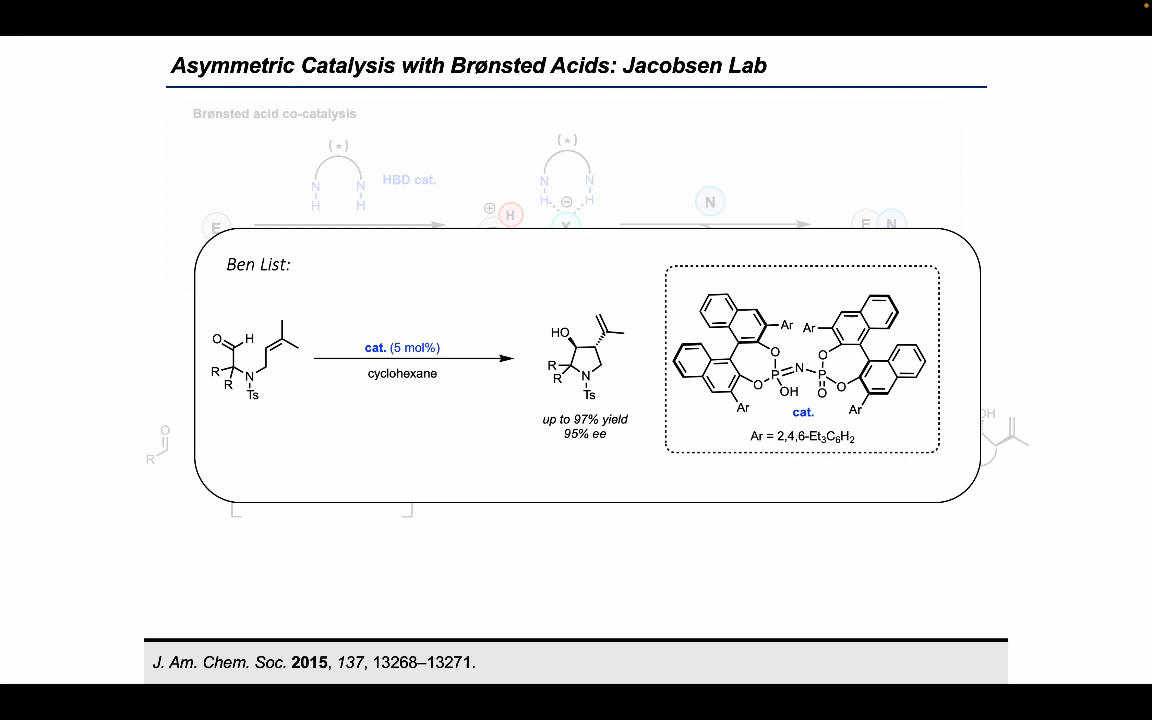 Asymmetric Catalysis with Brønsted Acids: Jacobsen Lab
Brønsted acid co-catalysis
(*)
(*)
HBD cat.
N N
H H
N N
H H
⊕ H
⊖
X
N
E
E N
Ben List:
O H
R
R
N
Ts
cat. (5 mol%)
cyclohexane
HO
R
R
N
Ts
up to 97% yield
95% ee
Ar Ar
O O
P N P
O OH O O
Ar Ar
cat.
Ar = 2,4,6-Et₃C₆H₂
O
R
OH
J. Am. Chem. Soc. 2015, 137, 13268–13271.